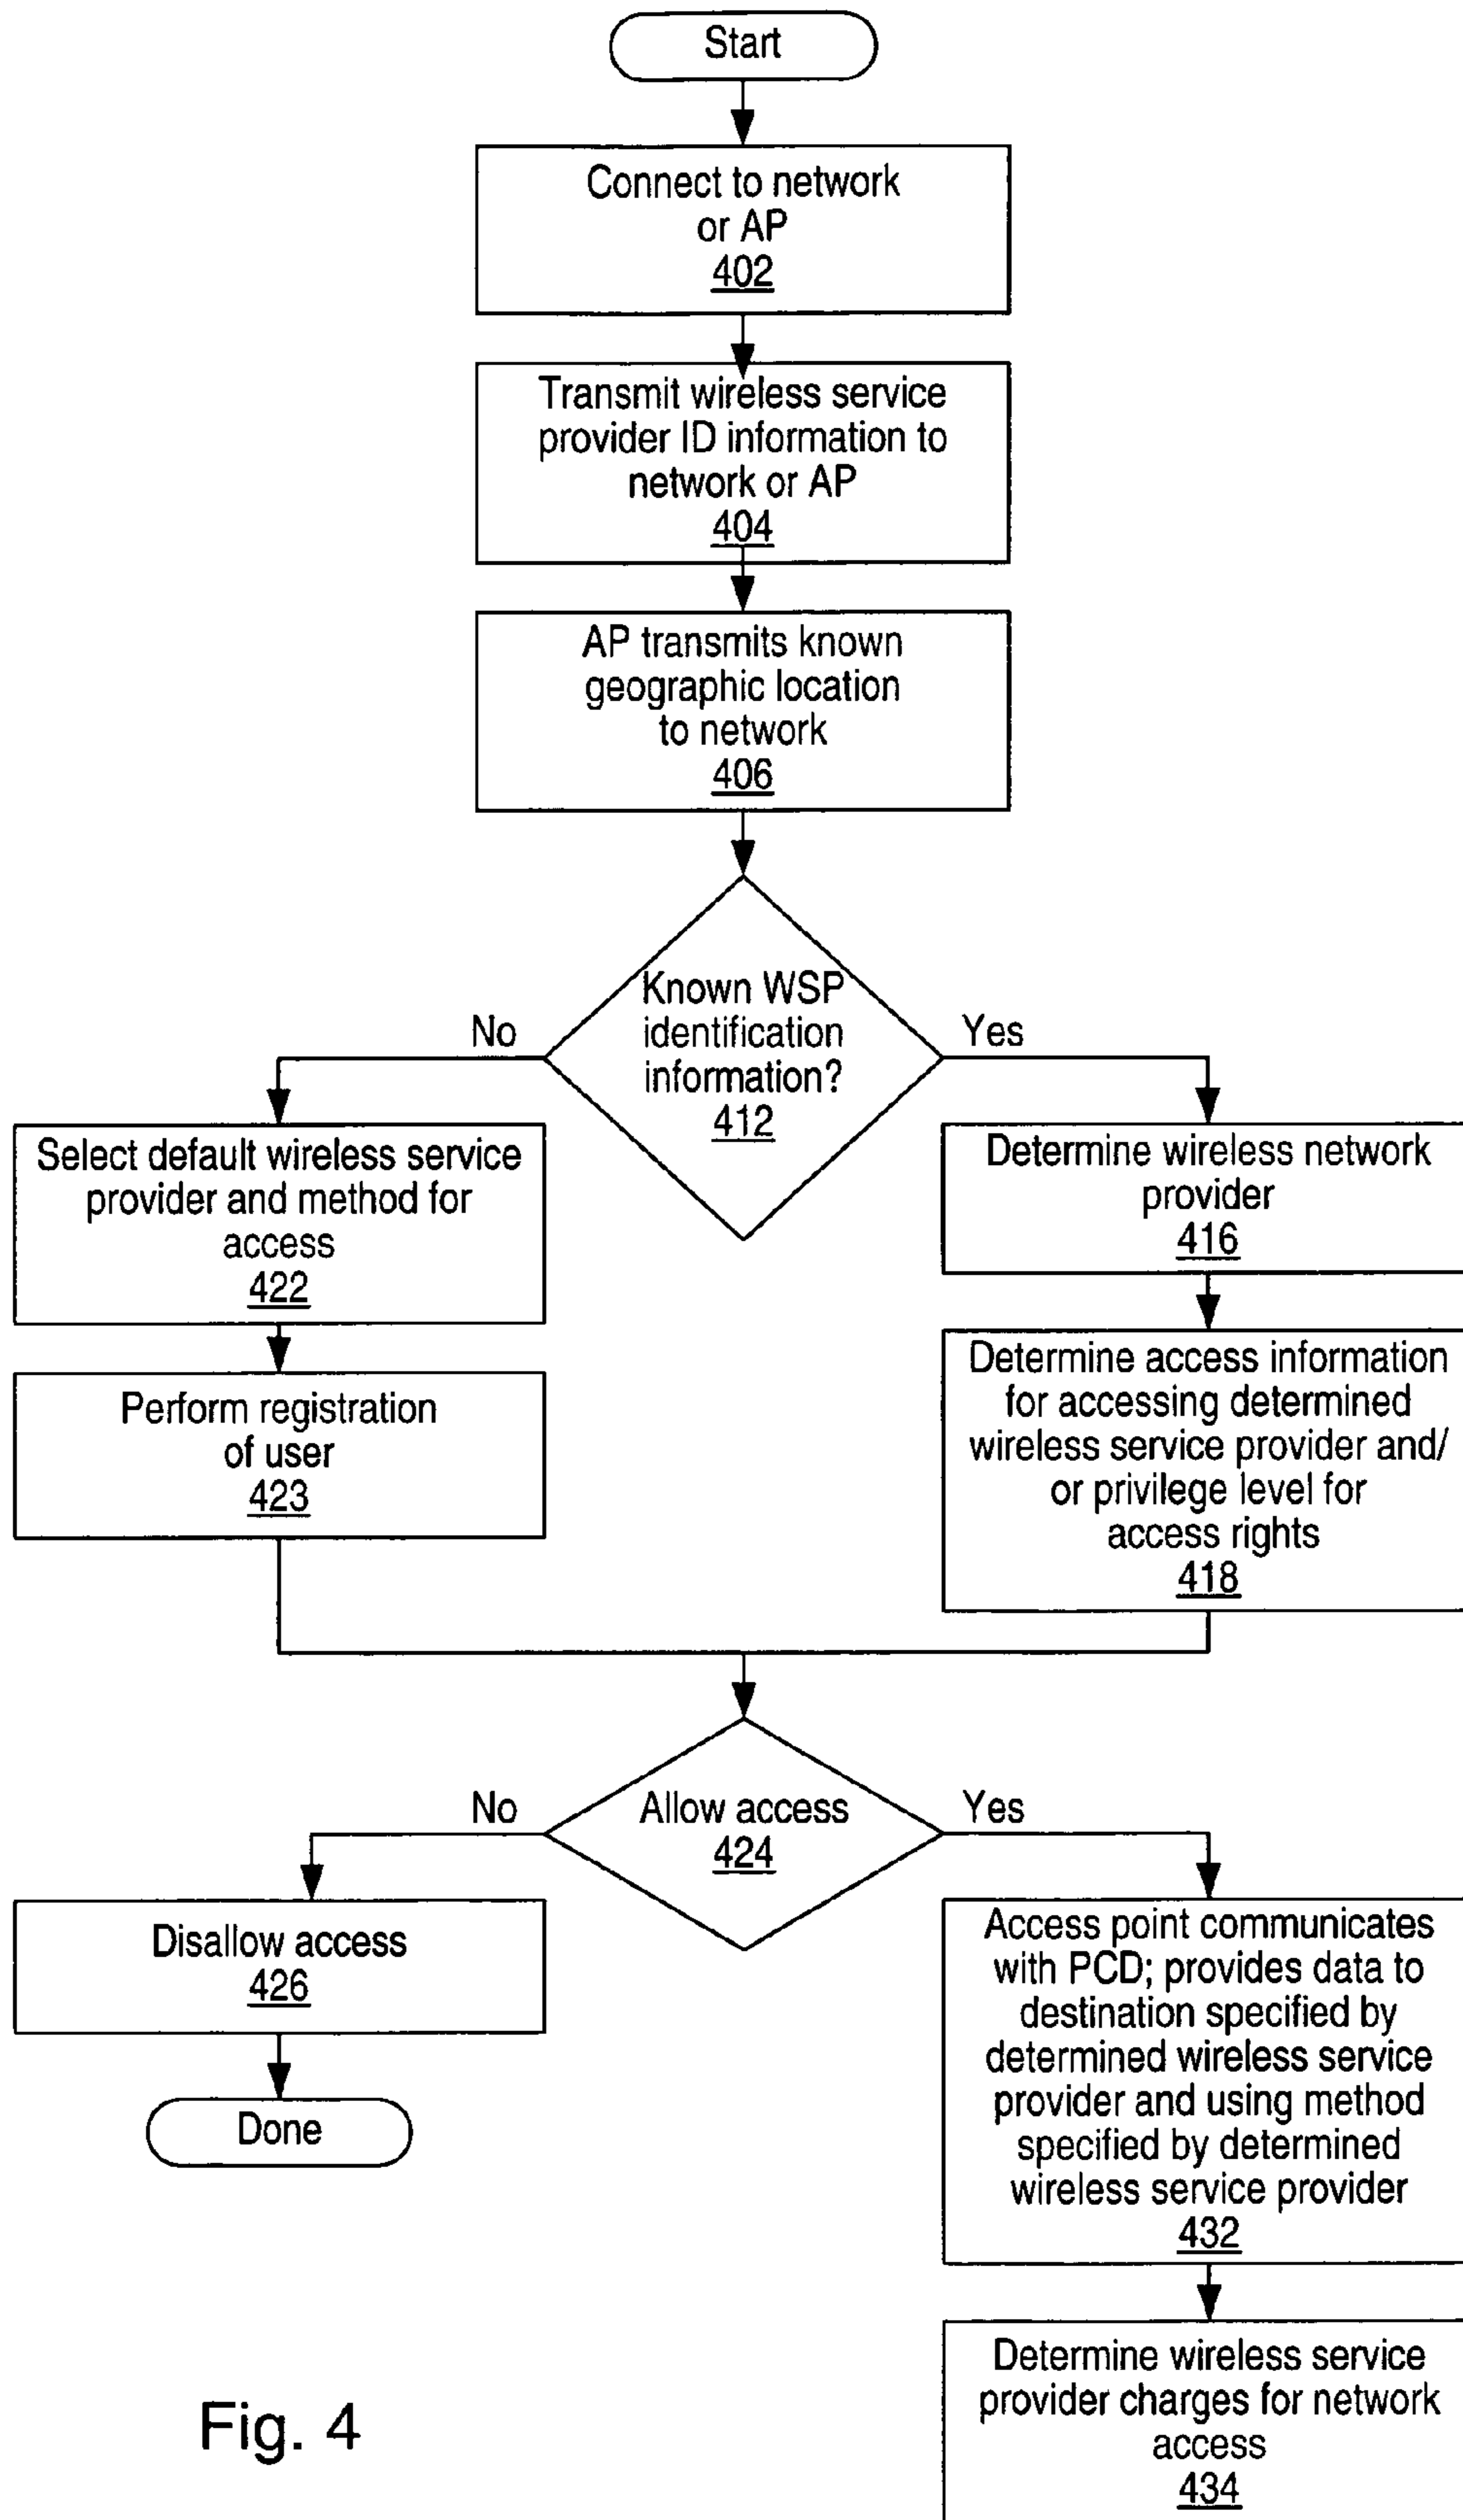 Start
Connect to network
or AP
402
Transmit wireless service
provider ID information to
network or AP
404
AP transmits known
geographic location
to network
406
Known WSP
identification
information?
412
No
Yes
Select default wireless service
provider and method for
access
422
Perform registration
of user
423
Determine wireless network
provider
416
Determine access information
for accessing determined
wireless service provider and/
or privilege level for
access rights
418
Allow access
424
No
Yes
Disallow access
426
Done
Access point communicates
with PCD; provides data to
destination specified by
determined wireless service
provider and using method
specified by determined
wireless service provider
432
Determine wireless service
provider charges for network
access
434
Fig. 4